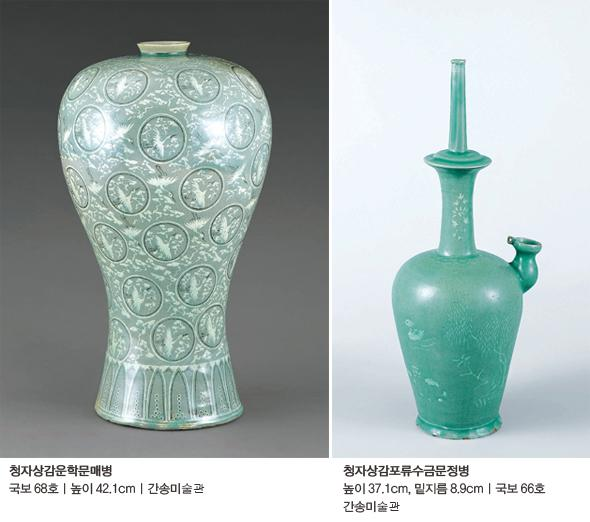 청자상감운학문매병
국보 68호 | 높이 42.1cm | 간송미술관
청자상감포류수금문정병
높이 37.1cm, 밑지름 8.9cm | 국보 66호
간송미술관